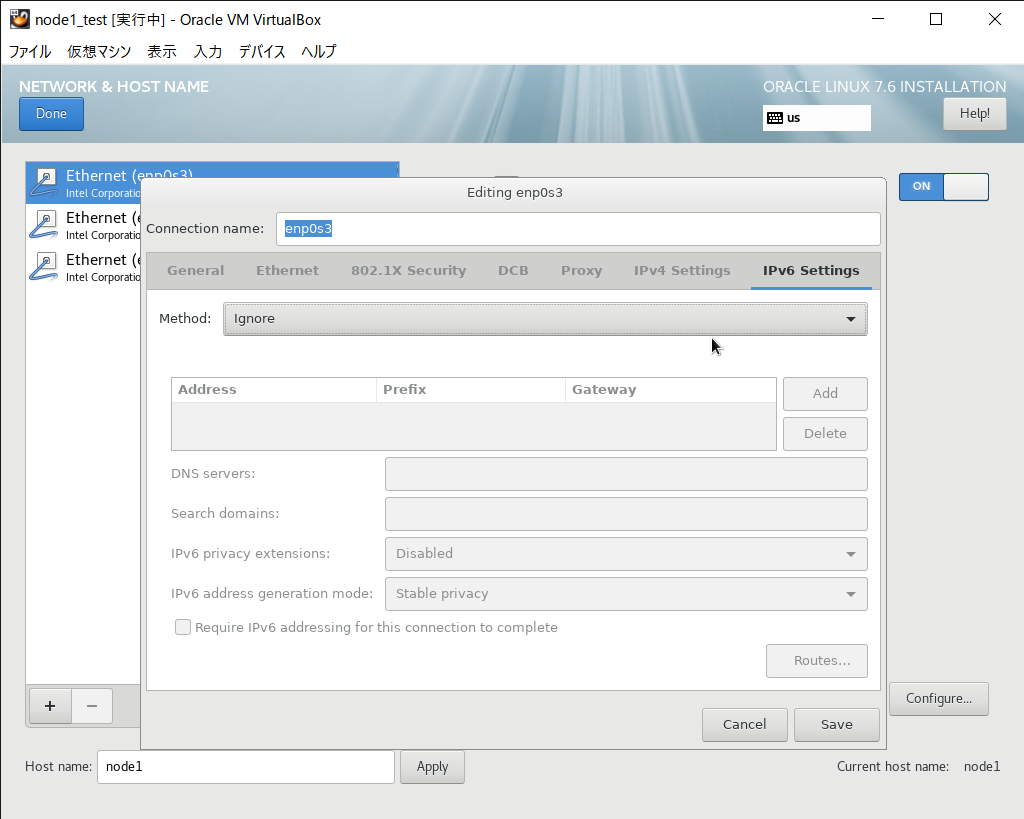 node1_test [実行中] - Oracle VM VirtualBox
ファイル 仮想マシン 表示 入力 デバイス ヘルプ
NETWORK & HOST NAME
ORACLE LINUX 7.6 INSTALLATION
Done
us
Help!
Ethernet (enp0s3)
Intel Corporatio
ON
Ethernet (e
Intel Corporatio
Ethernet (e
Intel Corporatio
Editing enp0s3
Connection name: enp0s3
General Ethernet 802.1X Security DCB Proxy IPv4 Settings IPv6 Settings
Method: Ignore
Address Prefix Gateway
Add
Delete
DNS servers:
Search domains:
IPv6 privacy extensions: Disabled
IPv6 address generation mode: Stable privacy
Require IPv6 addressing for this connection to complete
Routes...
+ −
Configure...
Cancel Save
Host name: node1 Apply
Current host name: node1